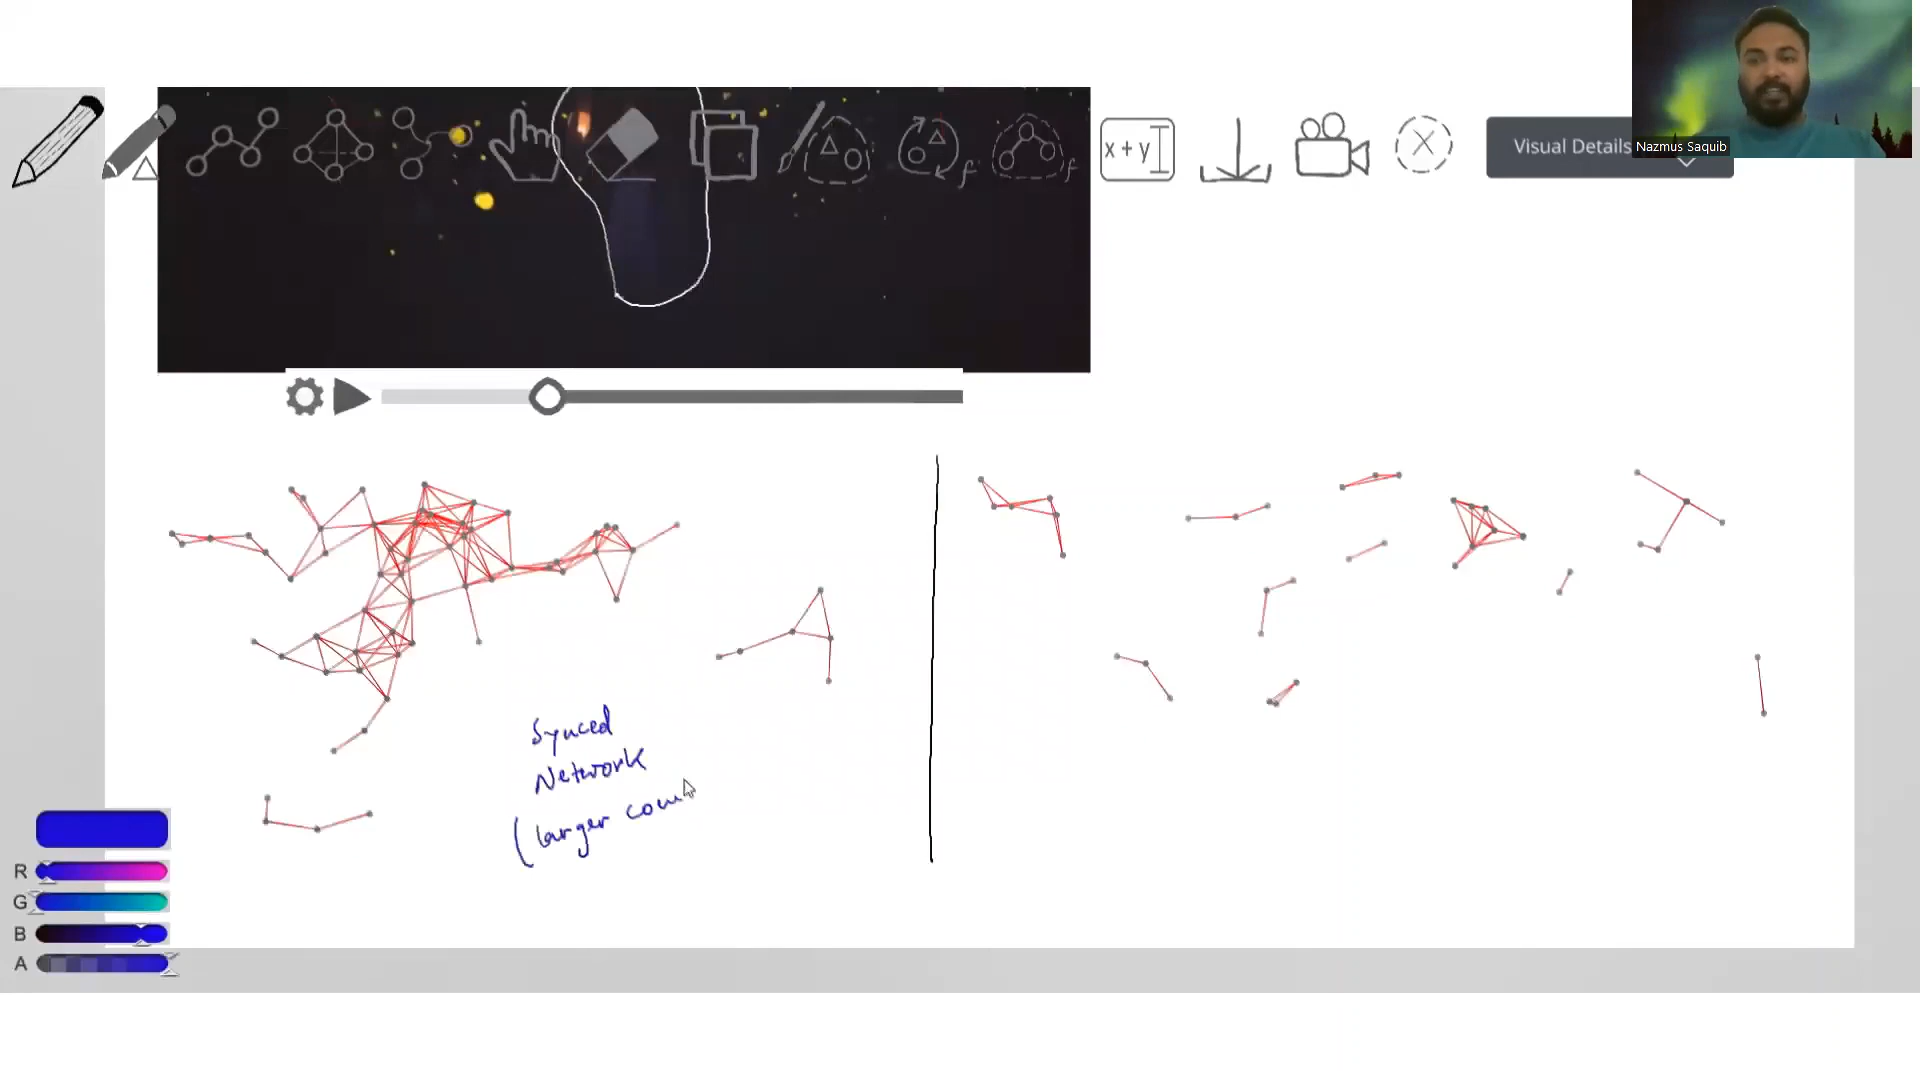 x + y
f
f
X
Visual Details
Nazmus Saquib
Synced
Network
(larger com
R
G
B
A